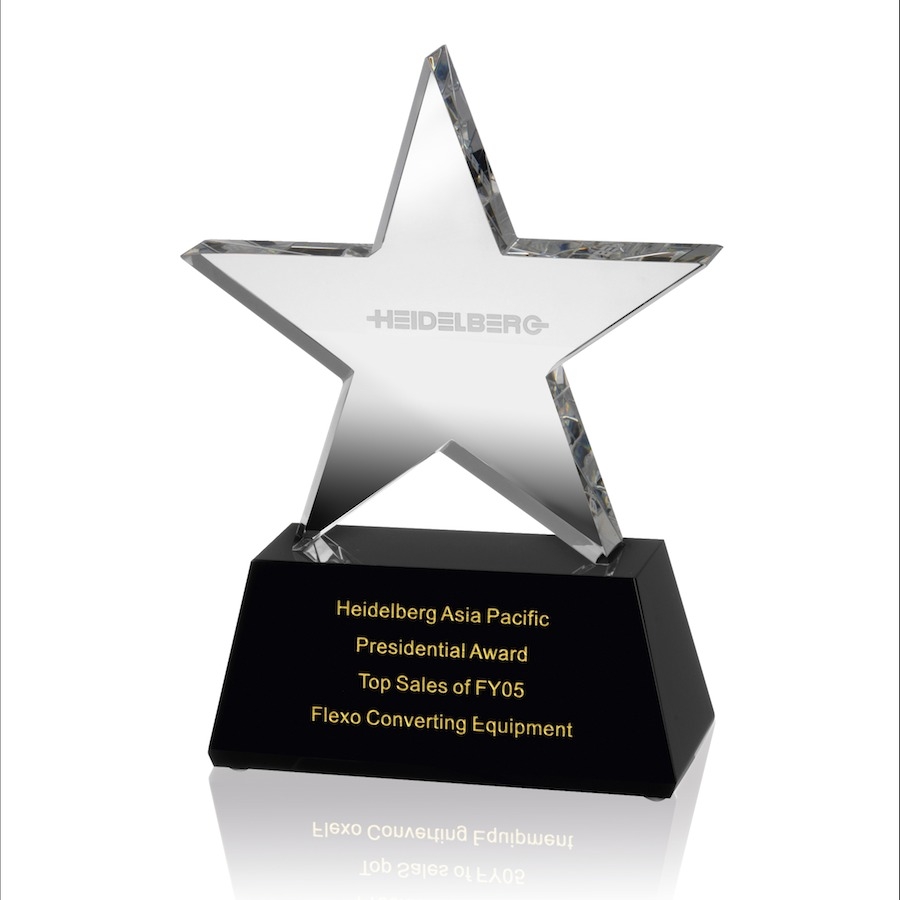 HEIDELBERG
Heidelberg Asia Pacific
Presidential Award
Top Sales of FY05
Flexo Converting Equipment